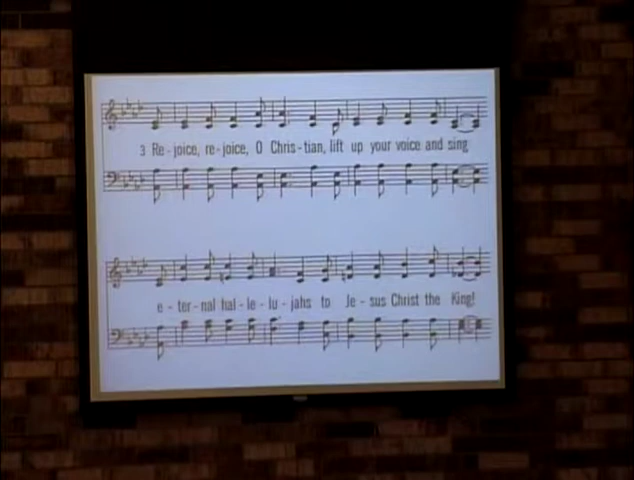 3 Re-joice, re-joice, O Chris-tian, lift up your voice and sing
e-ter-nal hal-le-lu-jahs to Je-sus Christ the King!